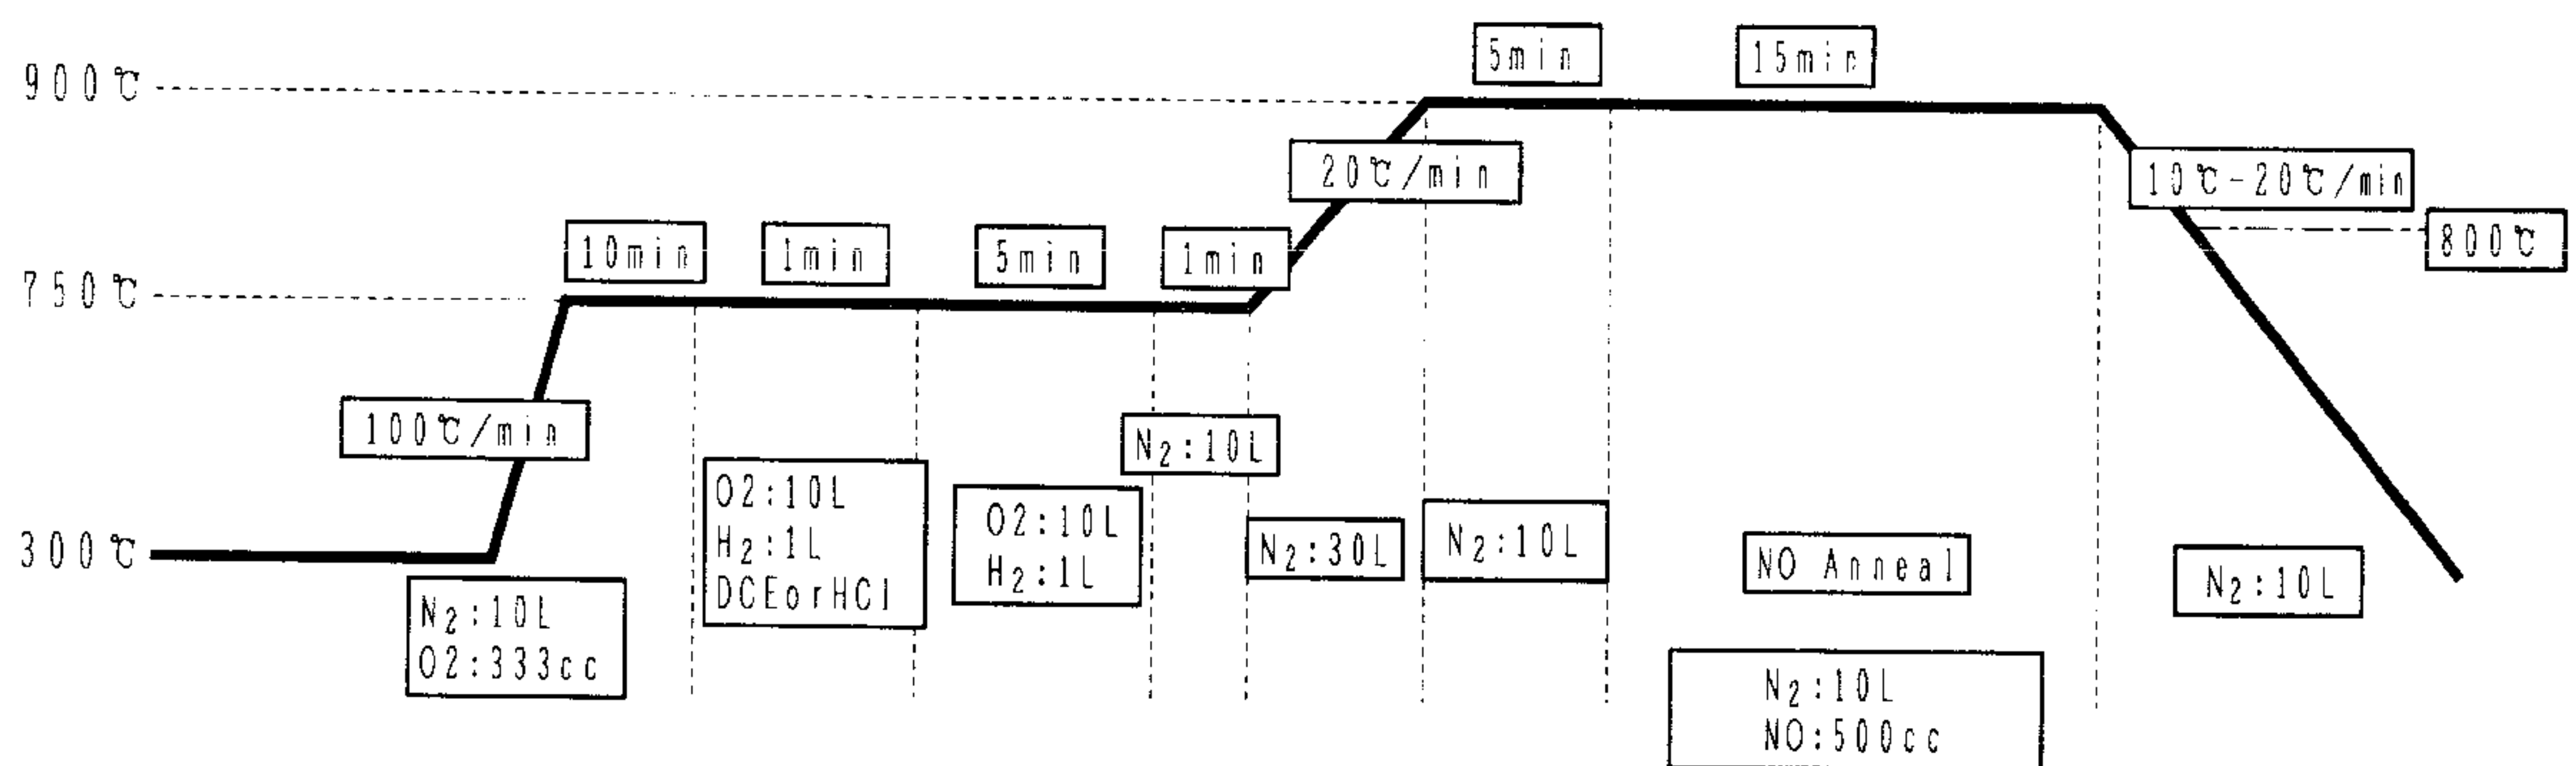 5min
15min
900℃
20℃/min
10℃-20℃/min
10min
1min
5min
1min
800℃
750℃
100℃/min
N₂:10L
O2:10L
H₂:1L
DCEorHCl
O2:10L
H₂:1L
N₂:30L
N₂:10L
NO Anneal
N₂:10L
300℃
N₂:10L
O2:333cc
N₂:10L
NO:500cc